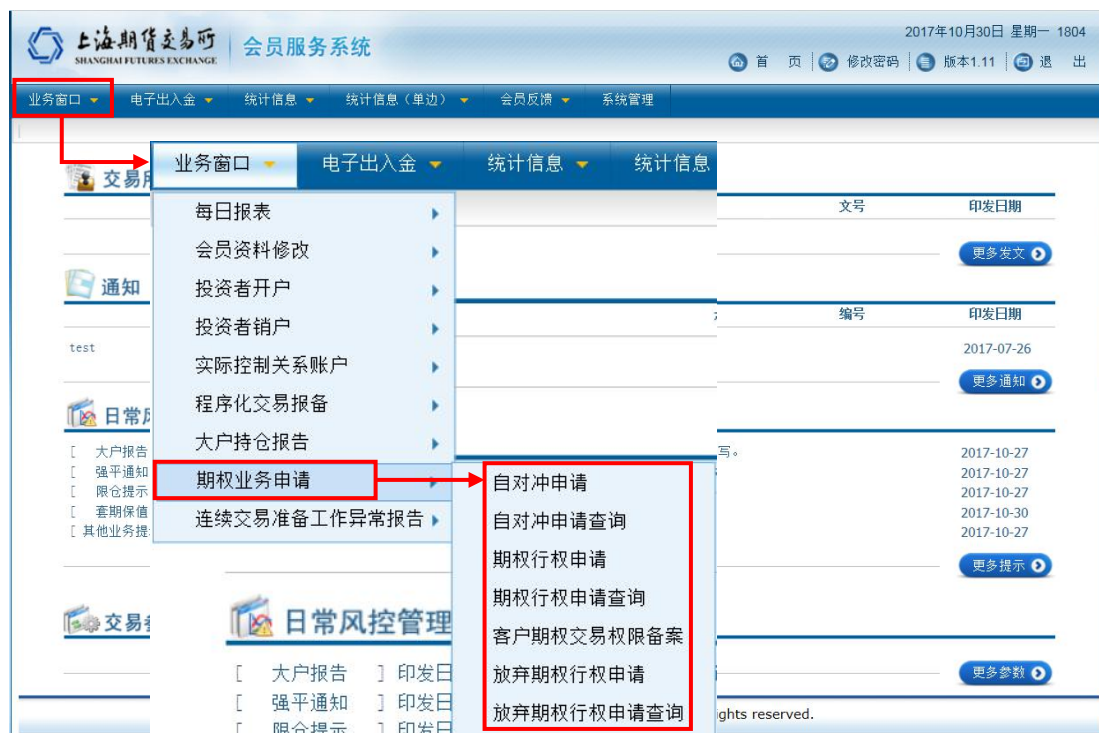 2017年10月30日 星期一 1804
上海期货交易所
SHANGHAI FUTURES EXCHANGE
会员服务系统
首 页 修改密码 版本1.11 退 出
业务窗口 电子出入金 统计信息 统计信息（单边） 会员反馈 系统管理
业务窗口 电子出入金 统计信息 统计信息
交易所
文号 印发日期
每日报表
会员资料修改
更多发文
通知
投资者开户
编号 印发日期
投资者销户
test
2017-07-26
实际控制关系账户
更多通知
程序化交易报备
日常风
大户持仓报告
[ 大户报告
写。
2017-10-27
[ 强平通知
2017-10-27
期权业务申请
自对冲申请
[ 限仓提示
2017-10-27
[ 套期保值
2017-10-30
连续交易准备工作异常报告
自对冲申请查询
[ 其他业务提
2017-10-27
期权行权申请
更多提示
期权行权申请查询
日常风控管理
交易参
客户期权交易权限备案
[ 大户报告 ] 印发日
放弃期权行权申请
更多参数
[ 强平通知 ] 印发日
放弃期权行权申请查询
ghts reserved.
[ 限仓提示 ] 印发日